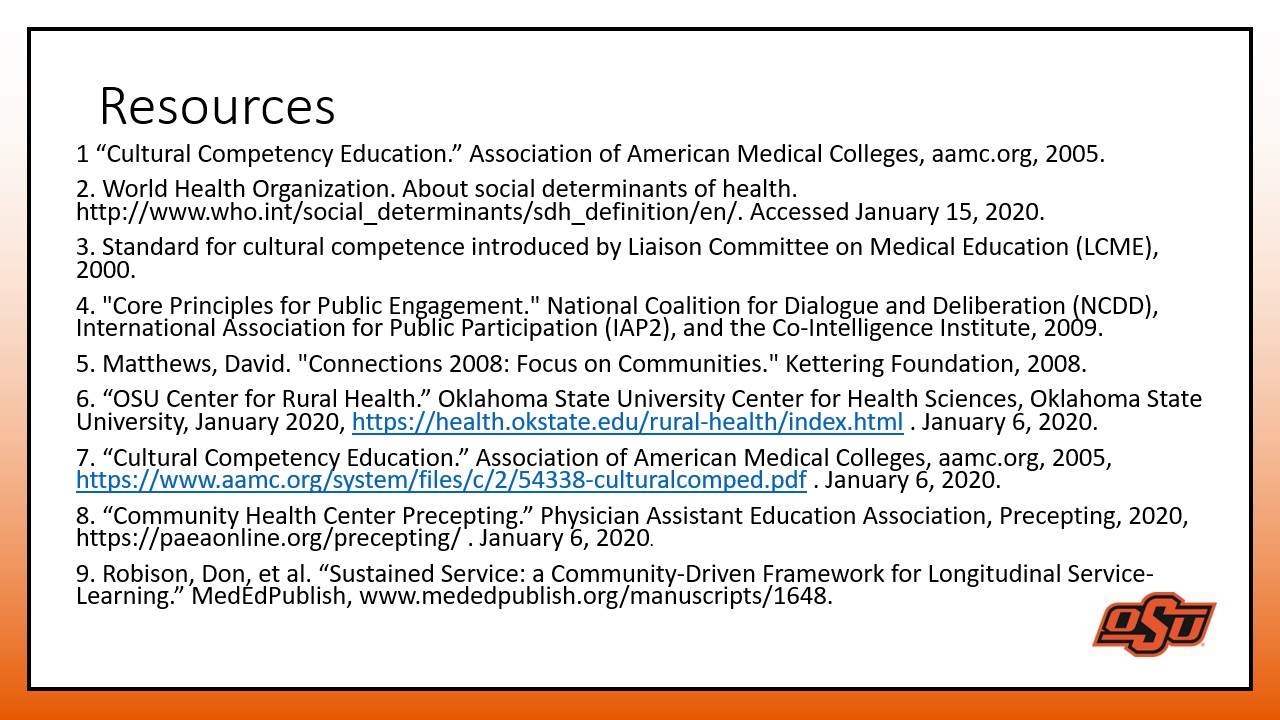 Resources
1 “Cultural Competency Education.” Association of American Medical Colleges, aamc.org, 2005.
2. World Health Organization. About social determinants of health.
http://www.who.int/social_determinants/sdh_definition/en/. Accessed January 15, 2020.
3. Standard for cultural competence introduced by Liaison Committee on Medical Education (LCME),
2000.
4. "Core Principles for Public Engagement." National Coalition for Dialogue and Deliberation (NCDD),
International Association for Public Participation (IAP2), and the Co-Intelligence Institute, 2009.
5. Matthews, David. "Connections 2008: Focus on Communities." Kettering Foundation, 2008.
6. “OSU Center for Rural Health.” Oklahoma State University Center for Health Sciences, Oklahoma State
University, January 2020, https://health.okstate.edu/rural-health/index.html . January 6, 2020.
7. “Cultural Competency Education.” Association of American Medical Colleges, aamc.org, 2005,
https://www.aamc.org/system/files/c/2/54338-culturalcomped.pdf . January 6, 2020.
8. “Community Health Center Precepting.” Physician Assistant Education Association, Precepting, 2020,
https://paeaonline.org/precepting/ . January 6, 2020.
9. Robison, Don, et al. “Sustained Service: a Community-Driven Framework for Longitudinal Service-
Learning.” MedEdPublish, www.mededpublish.org/manuscripts/1648.
OSU